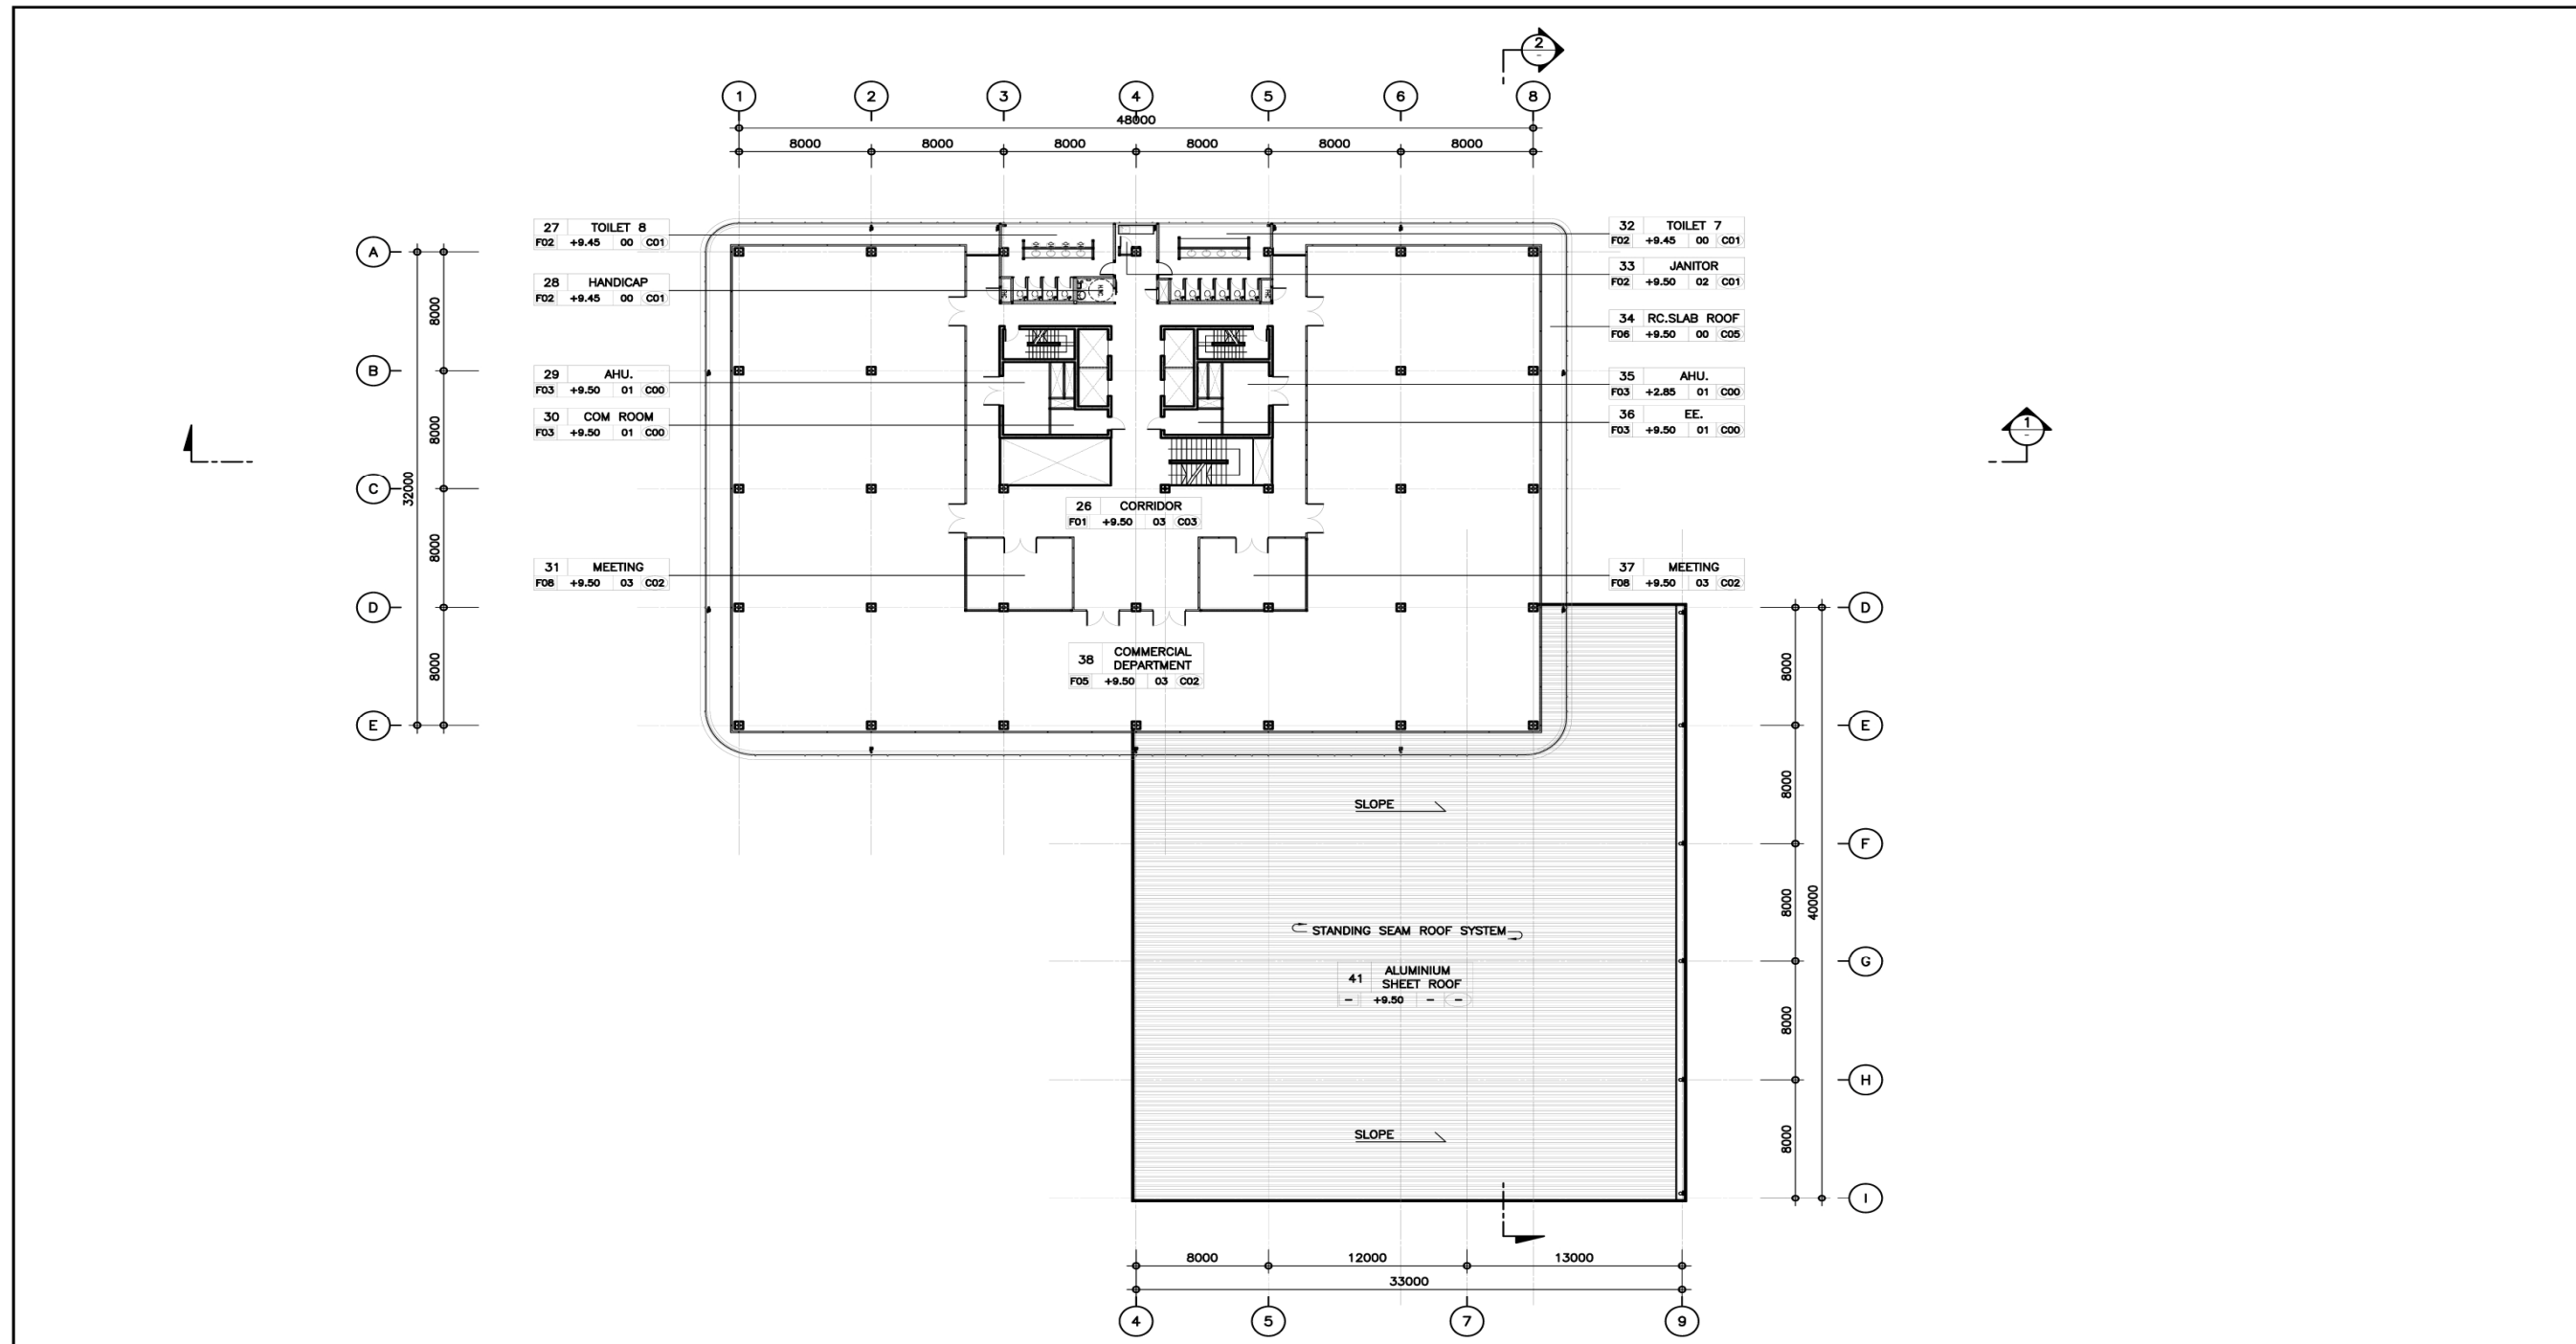 2
-
1 2 3 4 5 6 8
48000
8000 8000 8000 8000 8000 8000
A
B
C
D
E
8000
8000
8000
8000
32000
27 TOILET 8
F02 +9.45 00 C01
28 HANDICAP
F02 +9.45 00 C01
29 AHU.
F03 +9.50 01 C00
30 COM ROOM
F03 +9.50 01 C00
31 MEETING
F08 +9.50 03 C02
26 CORRIDOR
F01 +9.50 03 C03
38 COMMERCIAL
DEPARTMENT
F05 +9.50 03 C02
32 TOILET 7
F02 +9.45 00 C01
33 JANITOR
F02 +9.50 02 C01
34 RC.SLAB ROOF
F06 +9.50 00 C05
35 AHU.
F03 +2.85 01 C00
36 EE.
F03 +9.50 01 C00
37 MEETING
F08 +9.50 03 C02
1
-
SLOPE
STANDING SEAM ROOF SYSTEM
41 ALUMINIUM
SHEET ROOF
- +9.50 - -
SLOPE
D
E
F
G
H
I
8000
8000
8000
8000
8000
40000
8000 12000 13000
33000
4 5 7 9